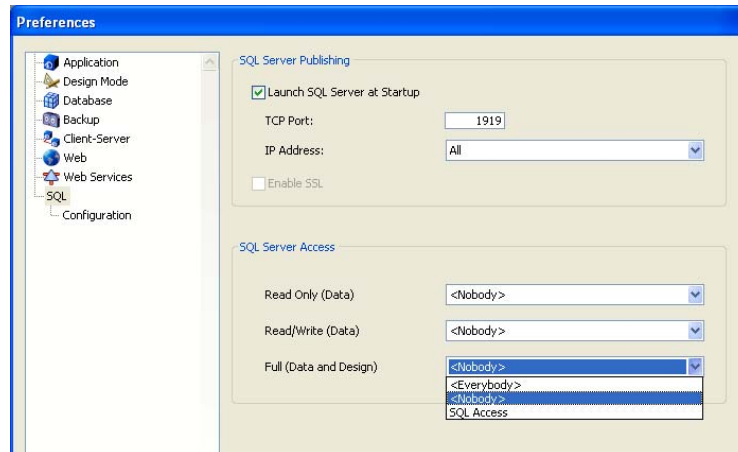 Preferences
Application
Design Mode
Database
Backup
Client-Server
Web
Web Services
SQL
Configuration
SQL Server Publishing
Launch SQL Server at Startup
TCP Port: 1919
IP Address: All
Enable SSL
SQL Server Access
Read Only (Data) <Nobody>
Read/Write (Data) <Nobody>
Full (Data and Design) <Nobody>
<Everybody>
<Nobody>
SQL Access